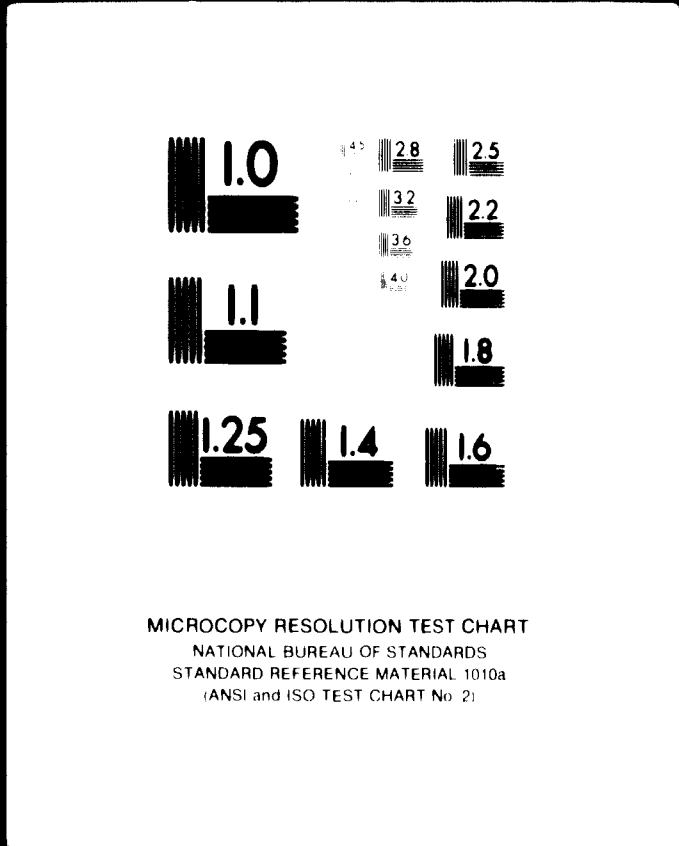 1.0
4.5 2.8 2.5
3.2 2.2
3.6
4.0 2.0
1.1
1.8
1.25 1.4 1.6
MICROCOPY RESOLUTION TEST CHART
NATIONAL BUREAU OF STANDARDS
STANDARD REFERENCE MATERIAL 1010a
(ANSI and ISO TEST CHART No. 2)